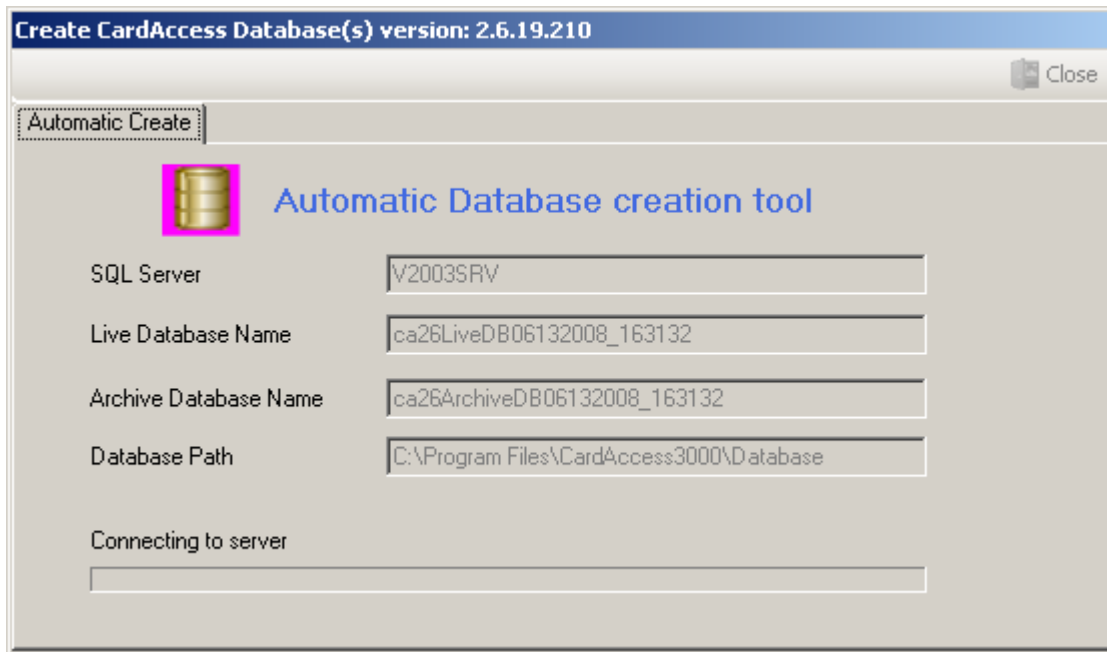 Create CardAccess Database(s) version: 2.6.19.210
Close
Automatic Create
Automatic Database creation tool
SQL Server V2003SRV
Live Database Name ca26LiveDB06132008_163132
Archive Database Name ca26ArchiveDB06132008_163132
Database Path C:\Program Files\CardAccess3000\Database
Connecting to server